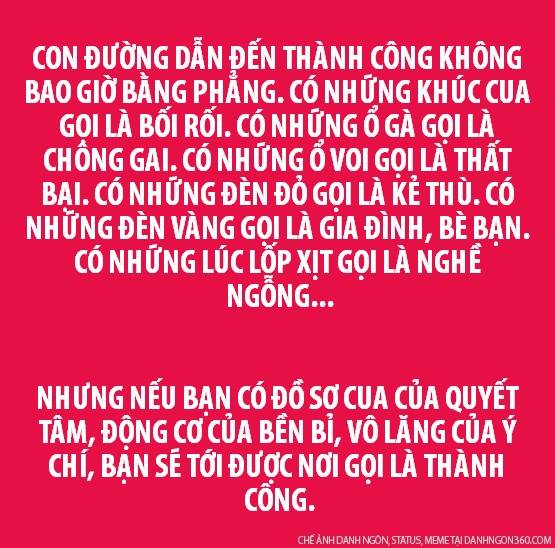 CON ĐƯỜNG DẪN ĐẾN THÀNH CÔNG KHÔNG
BAO GIỜ BẰNG PHẲNG. CÓ NHỮNG KHÚC CUA
GỌI LÀ BỐI RỐI. CÓ NHỮNG Ổ GÀ GỌI LÀ
CHÔNG GAI. CÓ NHỮNG Ổ VOI GỌI LÀ THẤT
BẠI. CÓ NHỮNG ĐÈN ĐỎ GỌI LÀ KẺ THÙ. CÓ
NHỮNG ĐÈN VÀNG GỌI LÀ GIA ĐÌNH, BÈ BẠN.
CÓ NHỮNG LÚC LỐP XỊT GỌI LÀ NGHỀ
NGỖNG...
NHƯNG NẾU BẠN CÓ ĐỒ SƠ CUA CỦA QUYẾT
TÂM, ĐỘNG CƠ CỦA BỀN BỈ, VÔ LĂNG CỦA Ý
CHÍ, BẠN SẼ TỚI ĐƯỢC NƠI GỌI LÀ THÀNH
CÔNG.
CHẾ ẢNH DANH NGÔN, STATUS, MEME TẠI DANHNGON360.COM